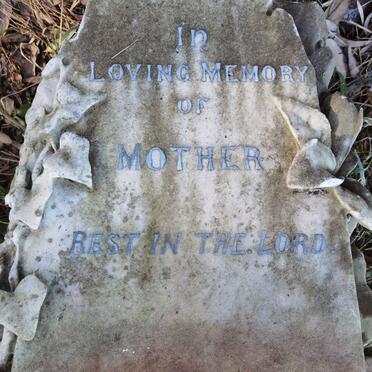 In
Loving Memory
of
Mother
Rest in the Lord.